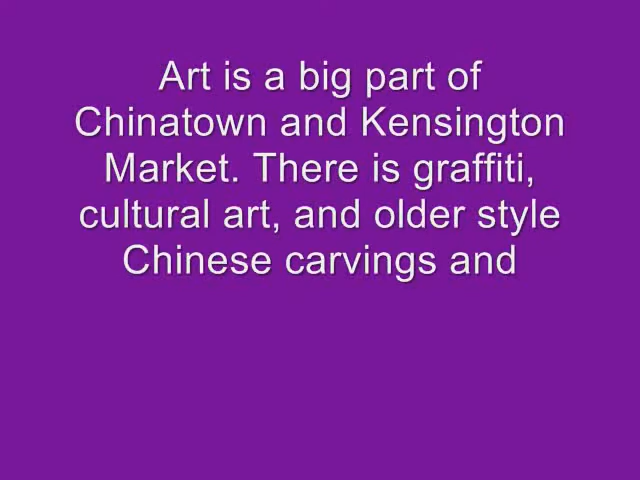 Art is a big part of
Chinatown and Kensington
Market. There is graffiti,
cultural art, and older style
Chinese carvings and